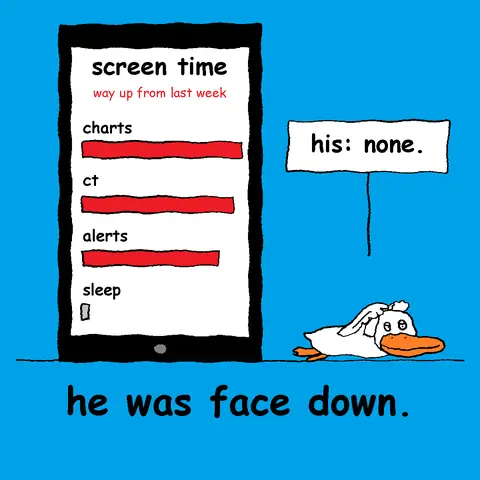 screen time
way up from last week
charts
ct
alerts
sleep
his: none.
he was face down.